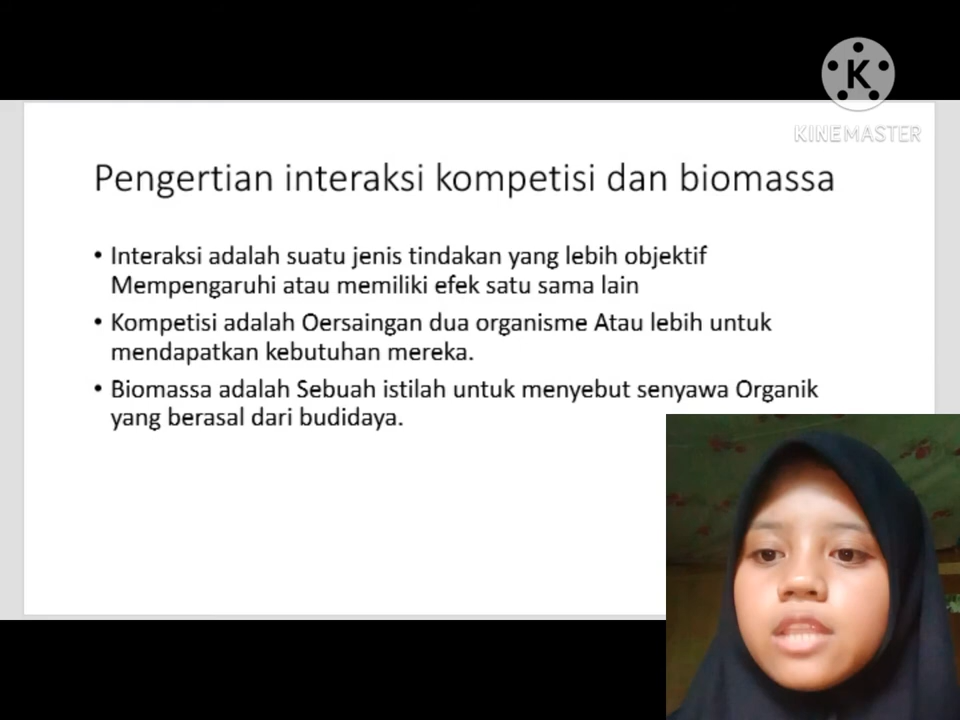 K
KINEMASTER
Pengertian interaksi kompetisi dan biomassa
• Interaksi adalah suatu jenis tindakan yang lebih objektif
Mempengaruhi atau memiliki efek satu sama lain
• Kompetisi adalah Oersaingan dua organisme Atau lebih untuk
mendapatkan kebutuhan mereka.
• Biomassa adalah Sebuah istilah untuk menyebut senyawa Organik
yang berasal dari budidaya.